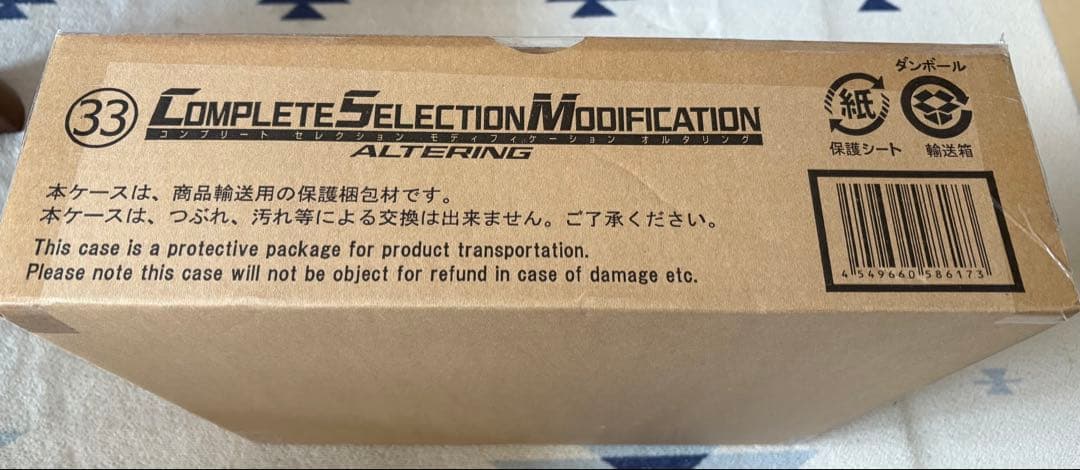 33 COMPLETE SELECTION MODIFICATION
コンプリート セレクション モディフィケーション オルタリング
ALTERING
本ケースは、商品輸送用の保護梱包材です。
本ケースは、つぶれ、汚れ等による交換は出来ません。ご了承ください。
This case is a protective package for product transportation.
Please note this case will not be object for refund in case of damage etc.
ダンボール
紙
保護シート 輸送箱
4 549660 586173